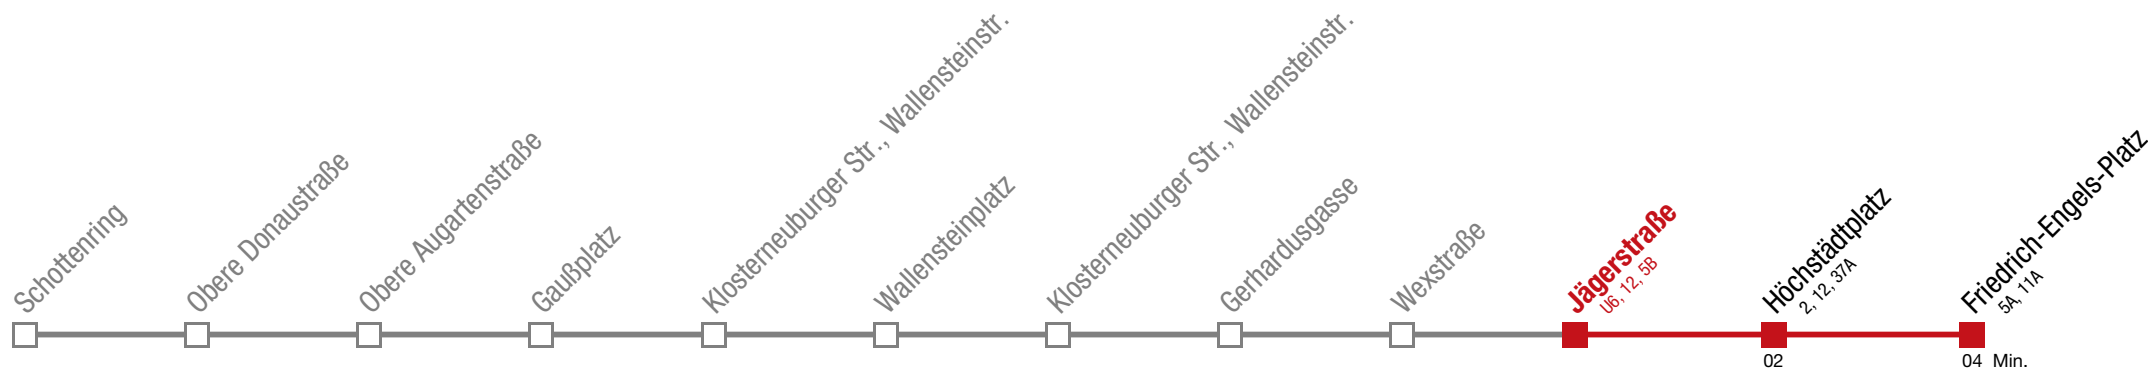 Schottenring
Obere Donaustraße
Obere Augartenstraße
Gaußplatz
Klosterneuburger Str., Wallensteinstr.
Wallensteinplatz
Klosterneuburger Str., Wallensteinstr.
Gerhardusgasse
Wexstraße
Jägerstraße
U6, 12, 5B
Höchstädtplatz
2, 12, 37A
Friedrich-Engels-Platz
5A, 11A
02
04 Min.